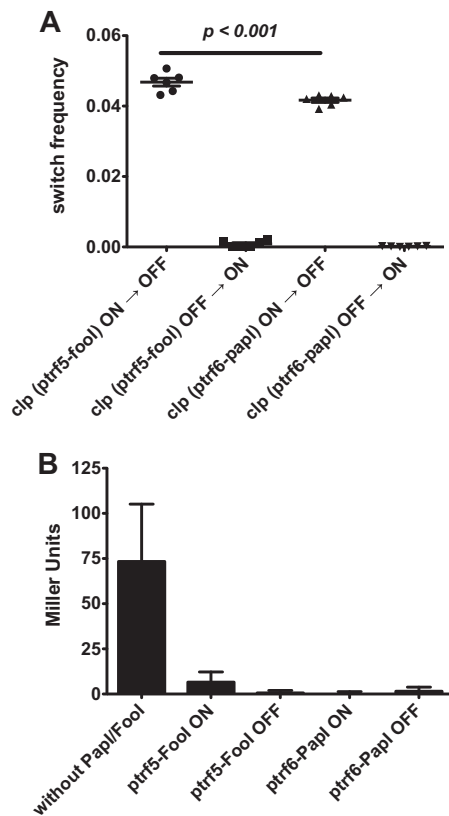 A
p < 0.001
switch frequency
0.06
0.04
0.02
0.00
clp (ptrf5-fooI) ON → OFF
clp (ptrf5-fooI) OFF → ON
clp (ptrf6-papI) ON → OFF
clp (ptrf6-papI) OFF → ON
B
Miller Units
125
100
75
50
25
0
without PapI/FooI
ptrf5-FooI ON
ptrf5-FooI OFF
ptrf6-PapI ON
ptrf6-PapI OFF